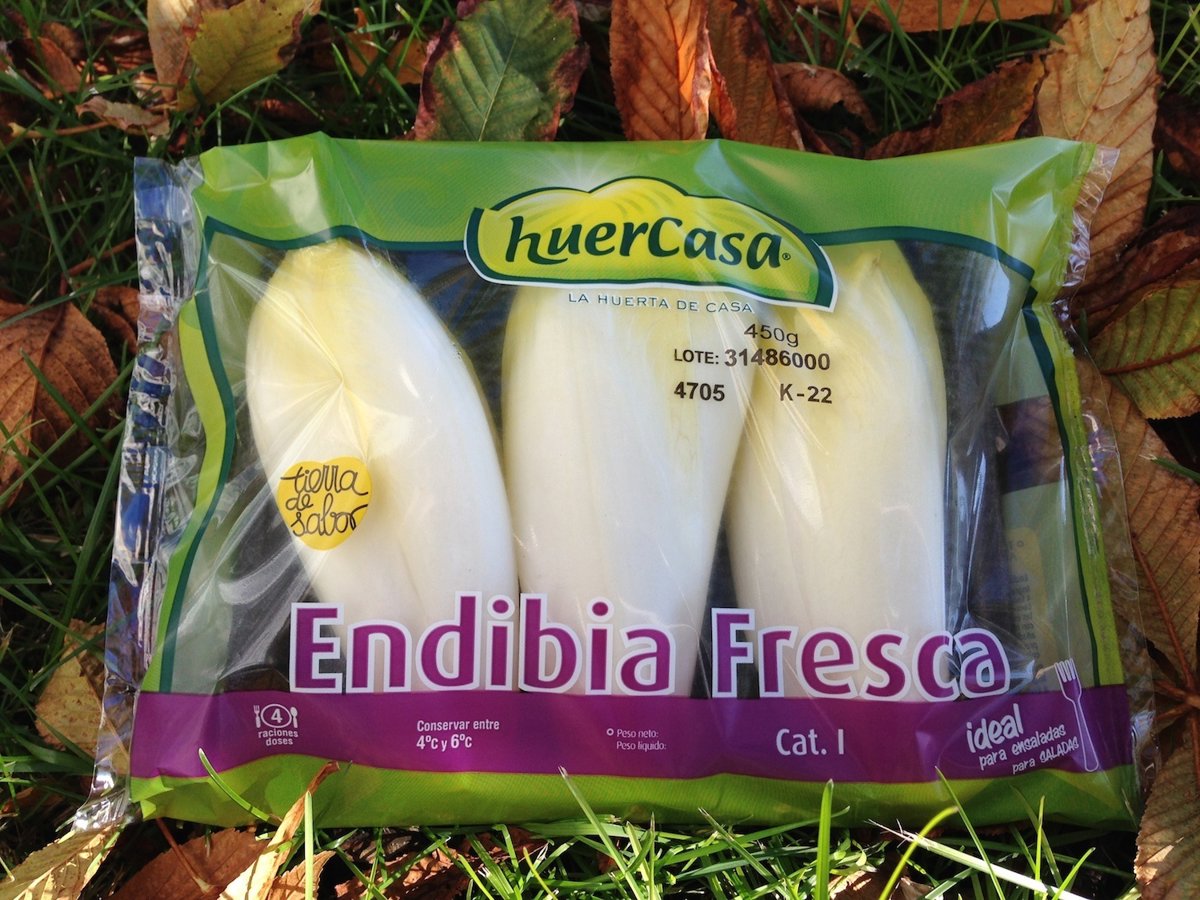 huerCasa®
LA HUERTA DE CASA
450g
LOTE: 31486000
4705 K-22
tierra
de
sabor
Endibia Fresca
4
raciones
doses
Conservar entre
4ºC y 6ºC
Peso neto:
Peso líquido:
Cat. I
ideal
para ensaladas
para SALADAS